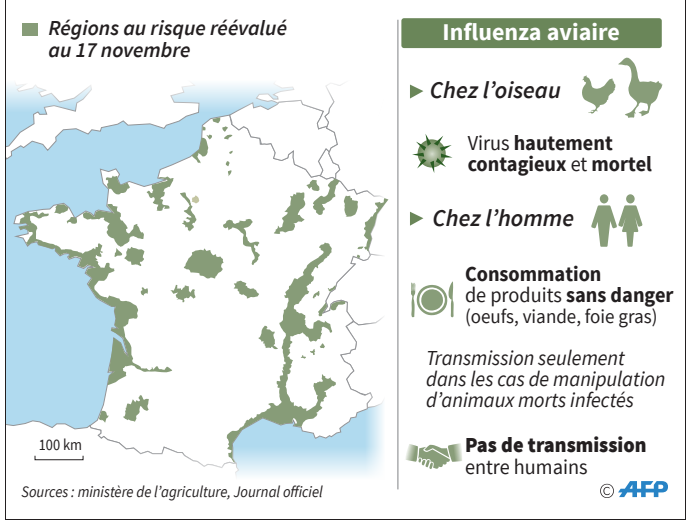 Régions au risque réévalué
au 17 novembre
100 km
Sources : ministère de l'agriculture, Journal officiel
Influenza aviaire
Chez l'oiseau
Virus hautement
contagieux et mortel
Chez l'homme
Consommation
de produits sans danger
(oeufs, viande, foie gras)
Transmission seulement
dans les cas de manipulation
d'animaux morts infectés
Pas de transmission
entre humains
© AFP